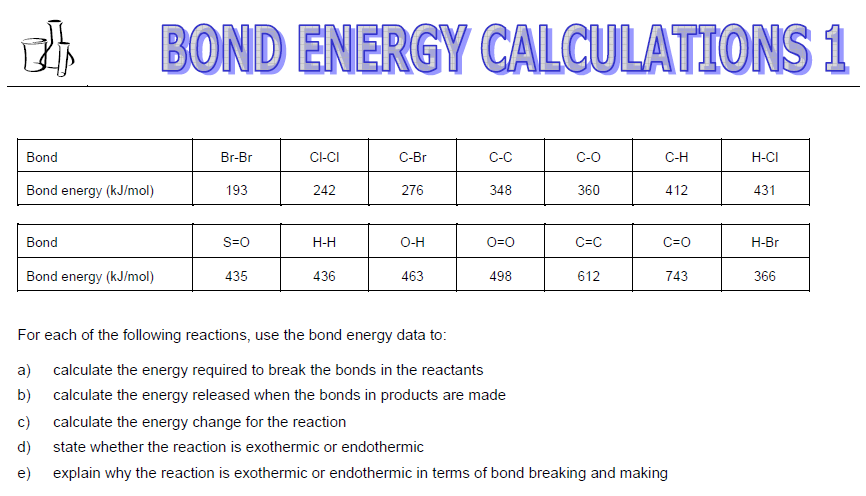 BOND ENERGY CALCULATIONS 1
Bond Br-Br Cl-Cl C-Br C-C C-O C-H H-Cl
Bond energy (kJ/mol) 193 242 276 348 360 412 431
Bond S=O H-H O-H O=O C=C C=O H-Br
Bond energy (kJ/mol) 435 436 463 498 612 743 366
For each of the following reactions, use the bond energy data to:
a) calculate the energy required to break the bonds in the reactants
b) calculate the energy released when the bonds in products are made
c) calculate the energy change for the reaction
d) state whether the reaction is exothermic or endothermic
e) explain why the reaction is exothermic or endothermic in terms of bond breaking and making